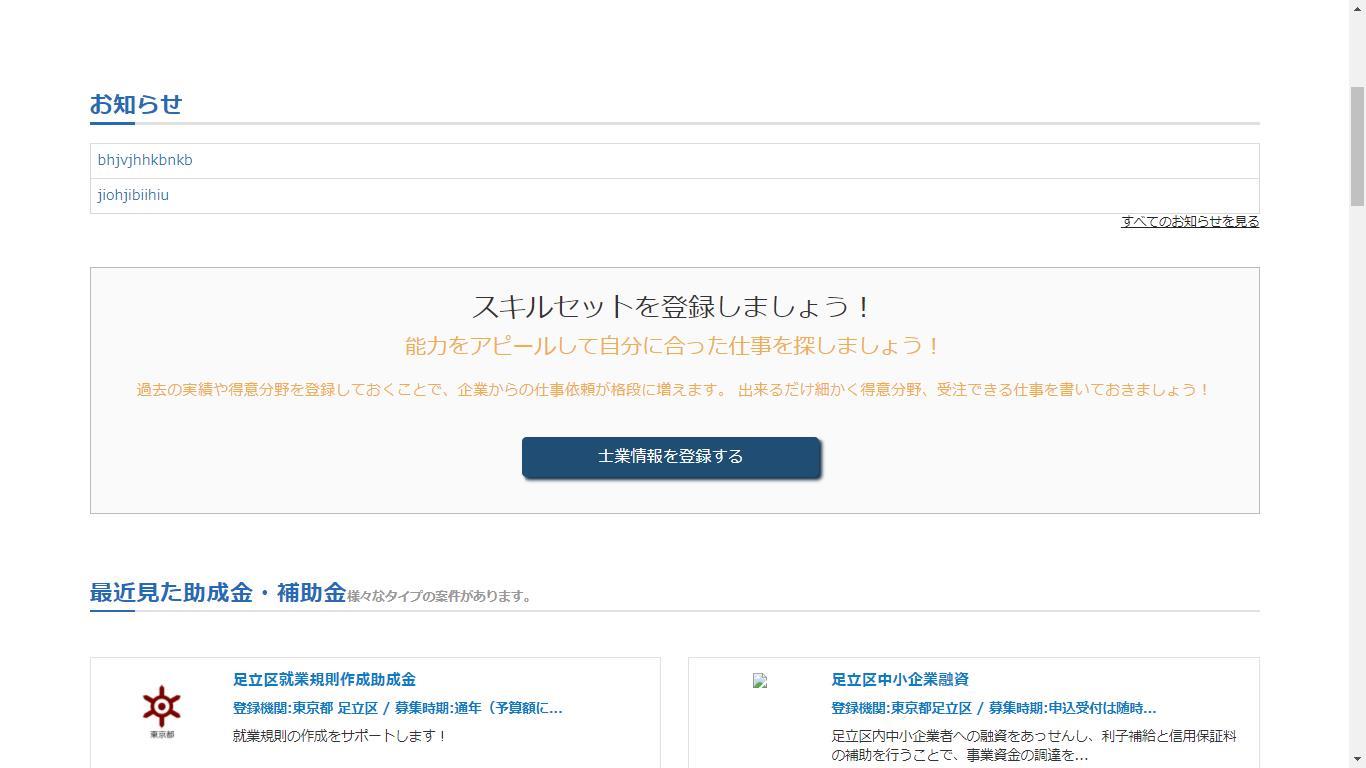 お知らせ
bhjvjhhkbnkb
jiohjibiihiu
すべてのお知らせを見る
スキルセットを登録しましょう！
能力をアピールして自分に合った仕事を探しましょう！
過去の実績や得意分野を登録しておくことで、企業からの仕事依頼が格段に増えます。 出来るだけ細かく得意分野、受注できる仕事を書いておきましょう！
士業情報を登録する
最近見た助成金・補助金様々なタイプの案件があります。
足立区就業規則作成助成金
登録機関:東京都 足立区 / 募集時期:通年（予算額に...
就業規則の作成をサポートします！
東京都
足立区中小企業融資
登録機関:東京都足立区 / 募集時期:申込受付は随時...
足立区内中小企業者への融資をあっせんし、利子補給と信用保証料
の補助を行うことで、事業資金の調達を...